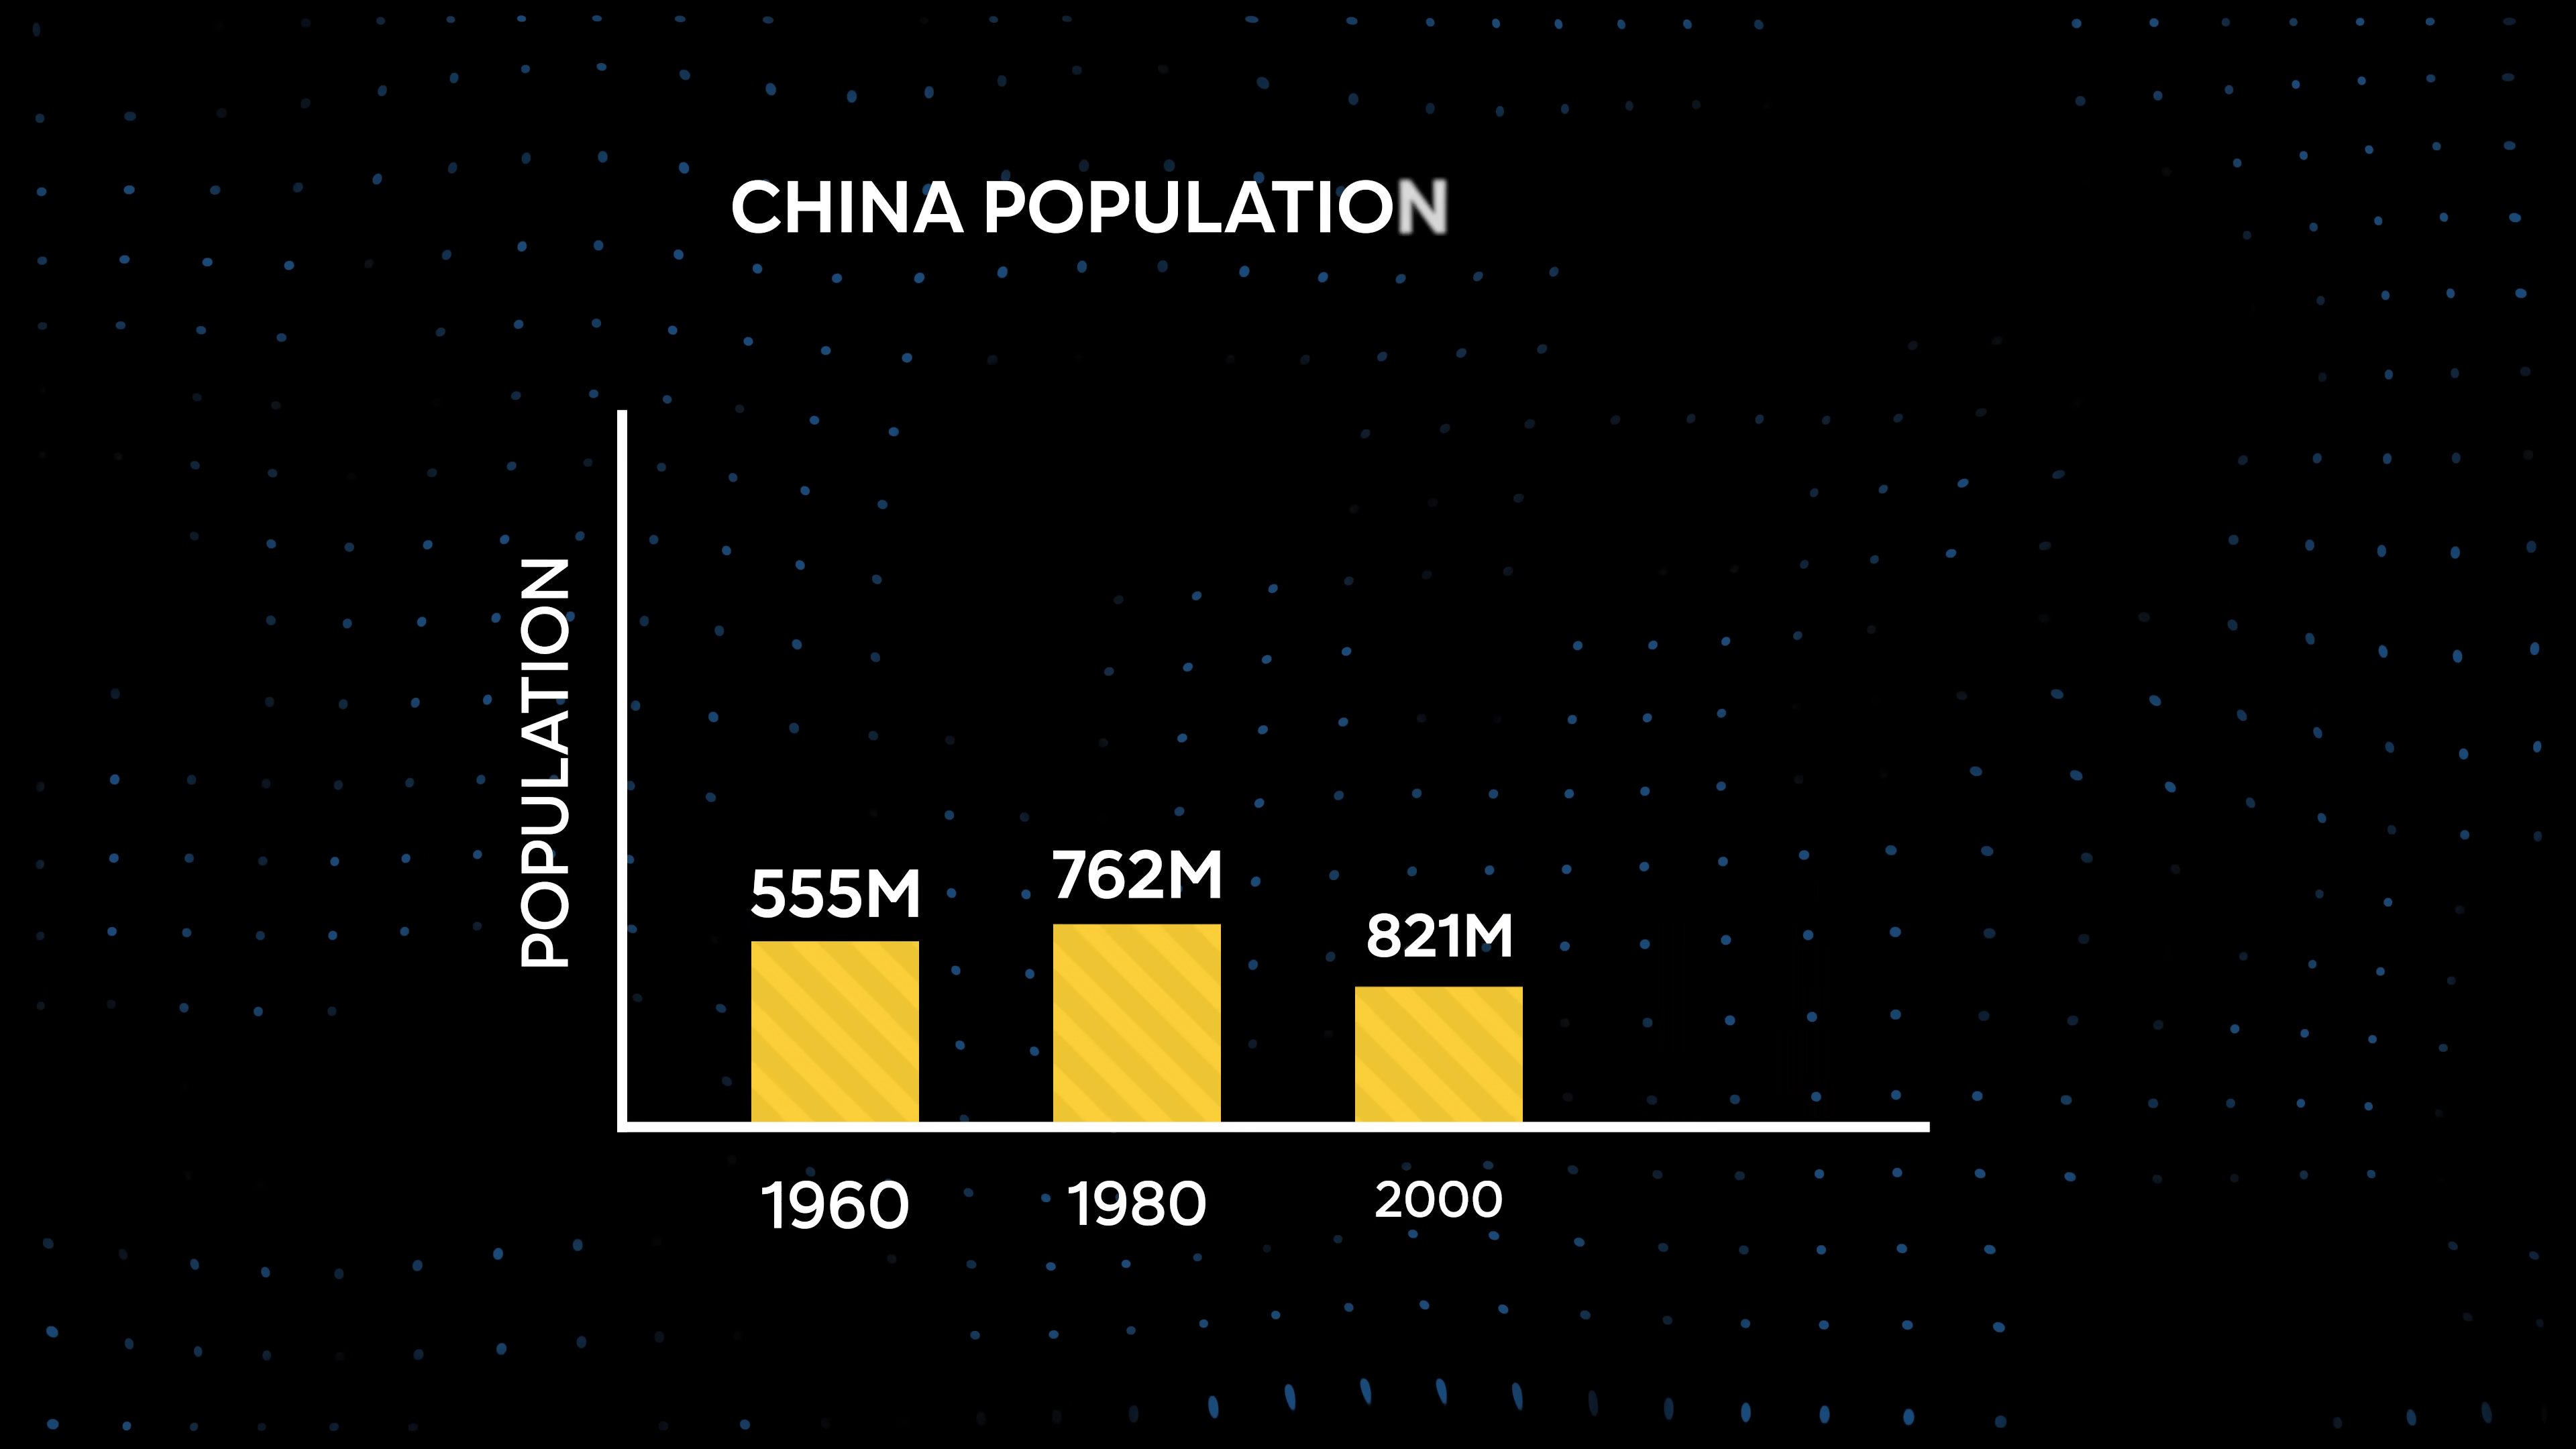 CHINA POPULATION
POPULATION
555M
762M
821M
1960
1980
2000